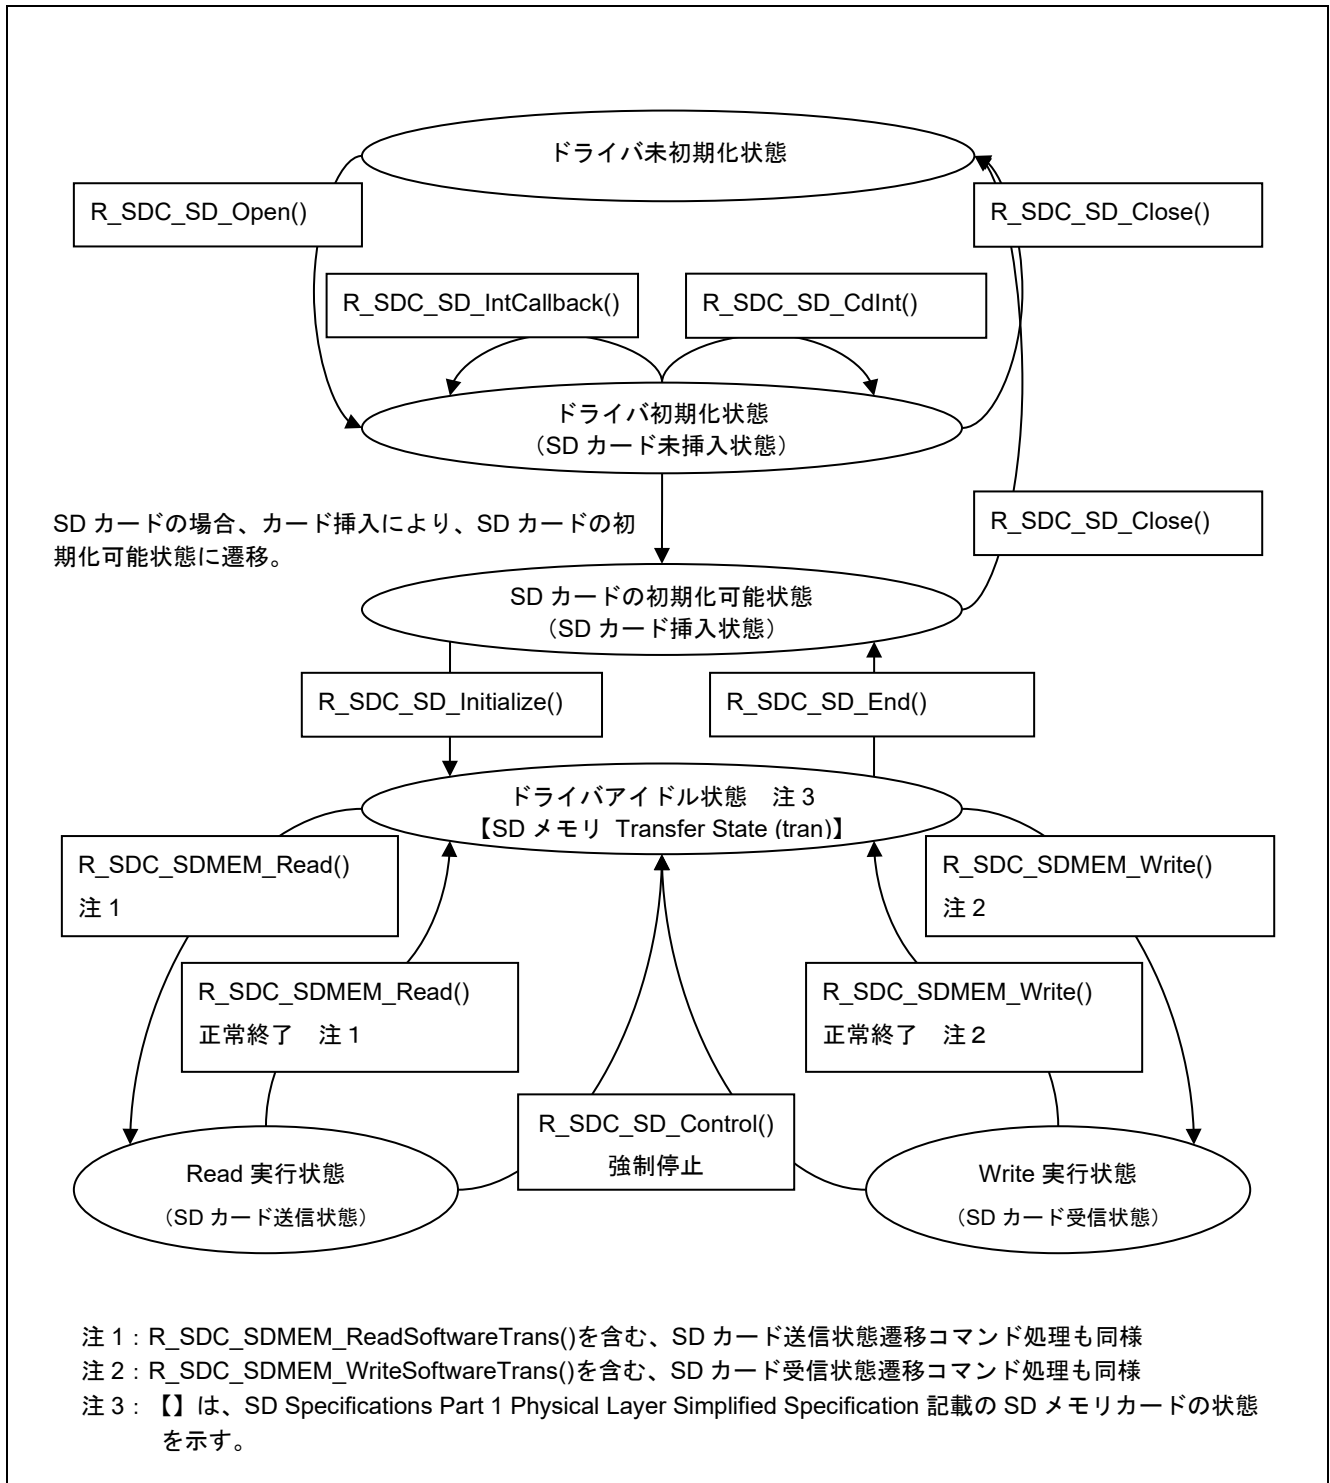 ドライバ未初期化状態
R_SDC_SD_Open()
R_SDC_SD_Close()
R_SDC_SD_IntCallback()
R_SDC_SD_CdInt()
ドライバ初期化状態
（SD カード未挿入状態）
SD カードの場合、カード挿入により、SD カードの初
期化可能状態に遷移。
R_SDC_SD_Close()
SD カードの初期化可能状態
（SD カード挿入状態）
R_SDC_SD_Initialize()
R_SDC_SD_End()
ドライバアイドル状態　注 3
【SD メモリ Transfer State (tran)】
R_SDC_SDMEM_Read()
注 1
R_SDC_SDMEM_Write()
注 2
R_SDC_SDMEM_Read()
正常終了　注 1
R_SDC_SDMEM_Write()
正常終了　注 2
R_SDC_SD_Control()
強制停止
Read 実行状態
（SD カード送信状態）
Write 実行状態
（SD カード受信状態）
注 1：R_SDC_SDMEM_ReadSoftwareTrans()を含む、SD カード送信状態遷移コマンド処理も同様
注 2：R_SDC_SDMEM_WriteSoftwareTrans()を含む、SD カード受信状態遷移コマンド処理も同様
注 3：【】は、SD Specifications Part 1 Physical Layer Simplified Specification 記載の SD メモリカードの状態
を示す。